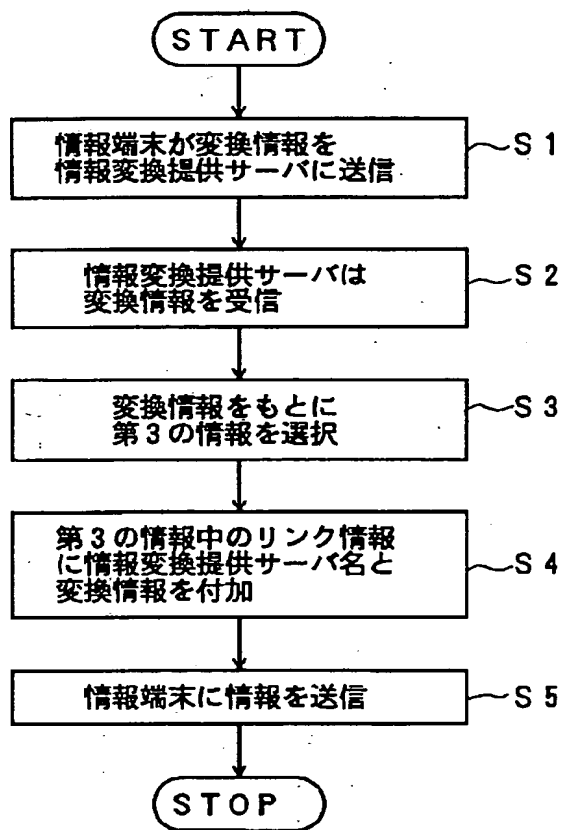 START
情報端末が変換情報を
情報変換提供サーバに送信
S1
情報変換提供サーバは
変換情報を受信
S2
変換情報をもとに
第3の情報を選択
S3
第3の情報中のリンク情報
に情報変換提供サーバ名と
変換情報を付加
S4
情報端末に情報を送信
S5
STOP